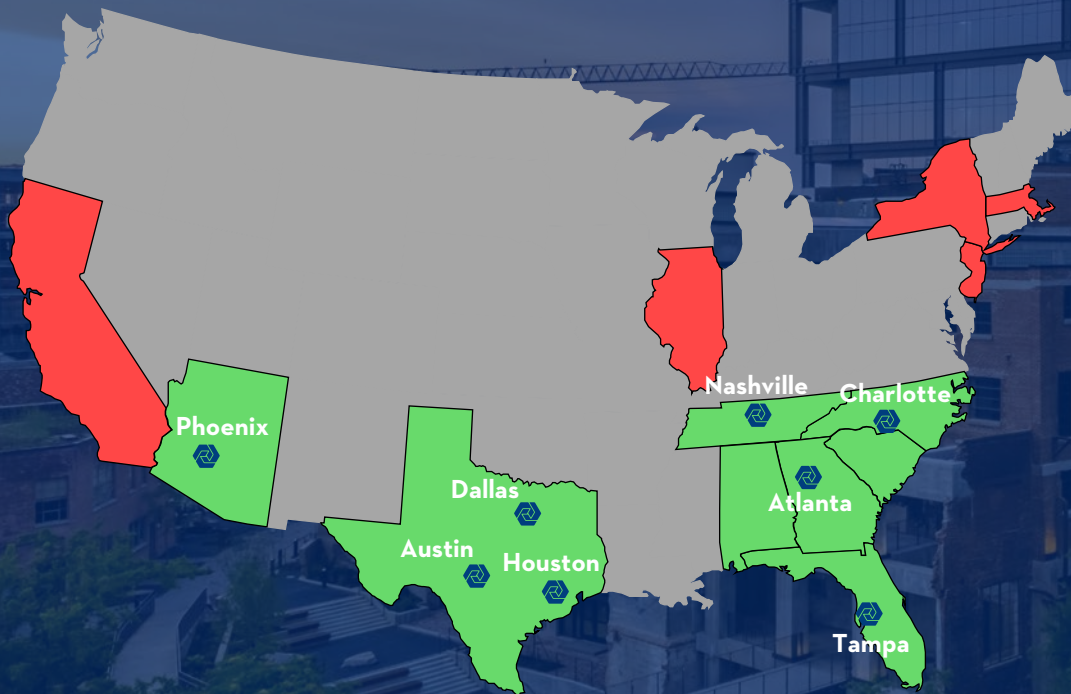 Nashville
Charlotte
Phoenix
Dallas
Atlanta
Austin
Houston
Tampa